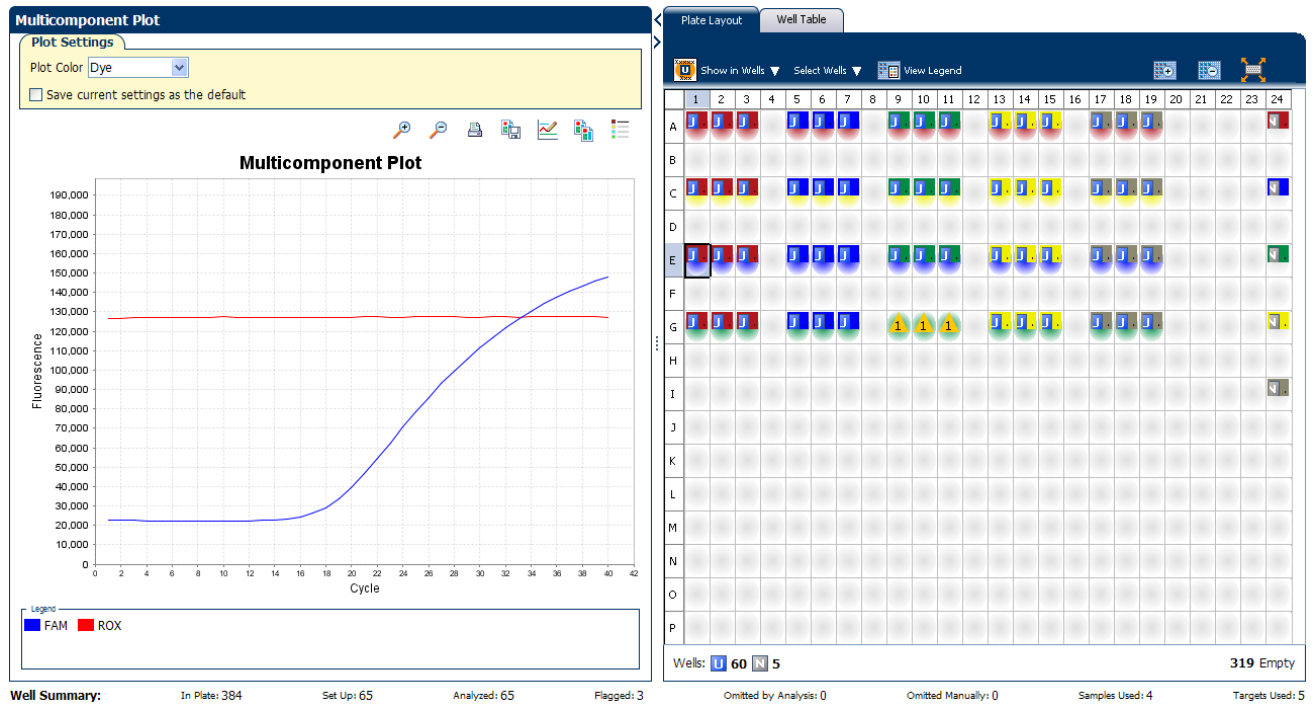 Multicomponent Plot
Plot Settings
Plot Color Dye
Save current settings as the default
Multicomponent Plot
190,000
180,000
170,000
160,000
150,000
140,000
130,000
120,000
110,000
100,000
90,000
80,000
70,000
60,000
50,000
40,000
30,000
20,000
10,000
0
Fluorescence
0 2 4 6 8 10 12 14 16 18 20 22 24 26 28 30 32 34 36 38 40 42
Cycle
Legend
FAM ROX
Plate Layout Well Table
U Show in Wells ▼ Select Wells ▼ View Legend
1 2 3 4 5 6 7 8 9 10 11 12 13 14 15 16 17 18 19 20 21 22 23 24
A
B
C
D
E
F
G 1 1 1
H
I
J
K
L
M
N
O
P
Wells: U 60 N 5 319 Empty
Well Summary: In Plate: 384 Set Up: 65 Analyzed: 65 Flagged: 3 Omitted by Analysis: 0 Omitted Manually: 0 Samples Used: 4 Targets Used: 5